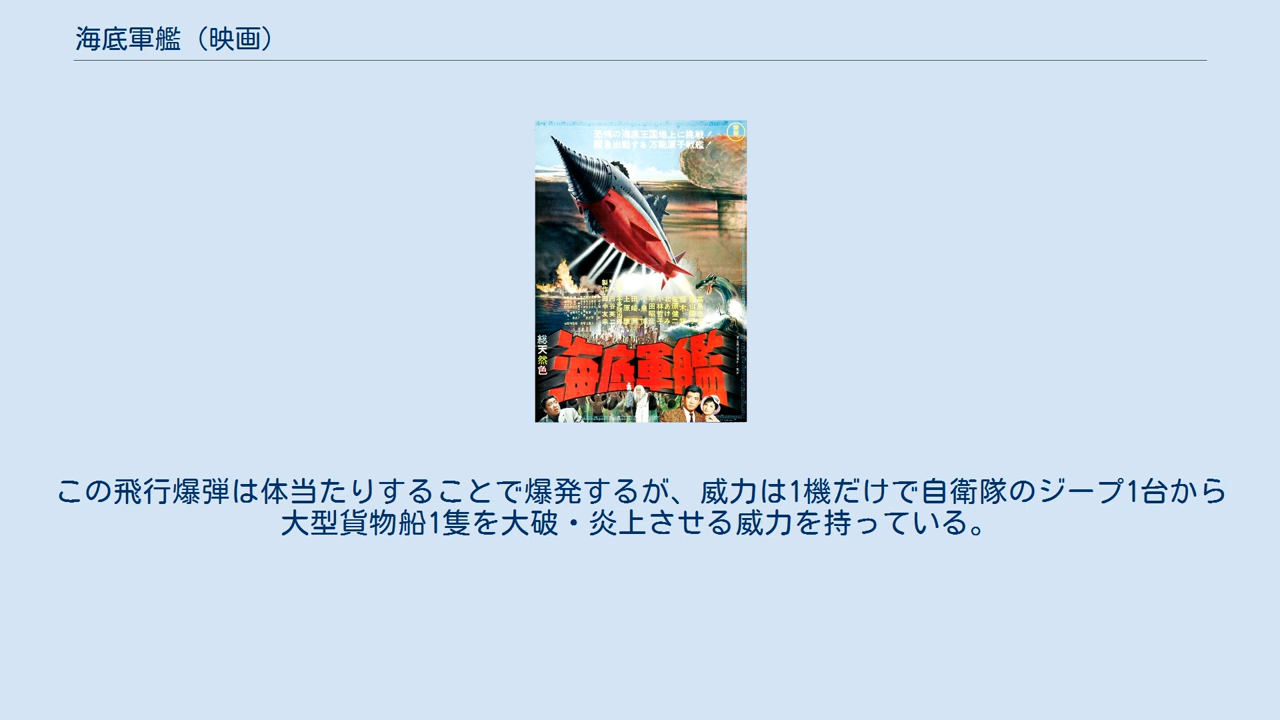 海底軍艦（映画）
恐怖の海底王国地上に挑戦！
緊急出動する万能原子戦艦！
総天然色
海底軍艦
この飛行爆弾は体当たりすることで爆発するが、威力は1機だけで自衛隊のジープ1台から
大型貨物船1隻を大破・炎上させる威力を持っている。